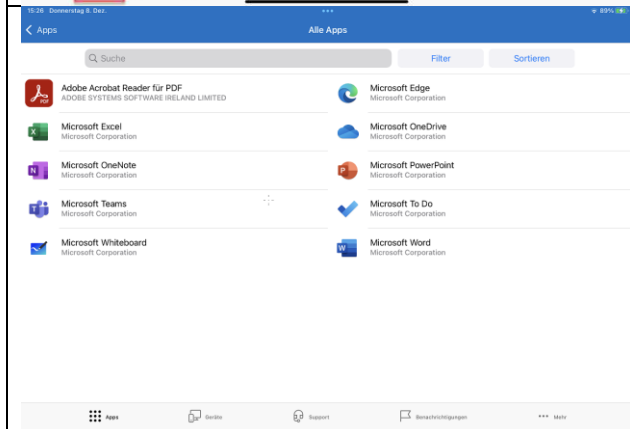 15:26 Donnerstag 8. Dez.
89%
Apps
Alle Apps
Suche
Filter
Sortieren
Adobe Acrobat Reader für PDF
ADOBE SYSTEMS SOFTWARE IRELAND LIMITED
Microsoft Edge
Microsoft Corporation
Microsoft Excel
Microsoft Corporation
Microsoft OneDrive
Microsoft Corporation
Microsoft OneNote
Microsoft Corporation
Microsoft PowerPoint
Microsoft Corporation
Microsoft Teams
Microsoft Corporation
Microsoft To Do
Microsoft Corporation
Microsoft Whiteboard
Microsoft Corporation
Microsoft Word
Microsoft Corporation
Apps
Geräte
Support
Benachrichtigungen
Mehr